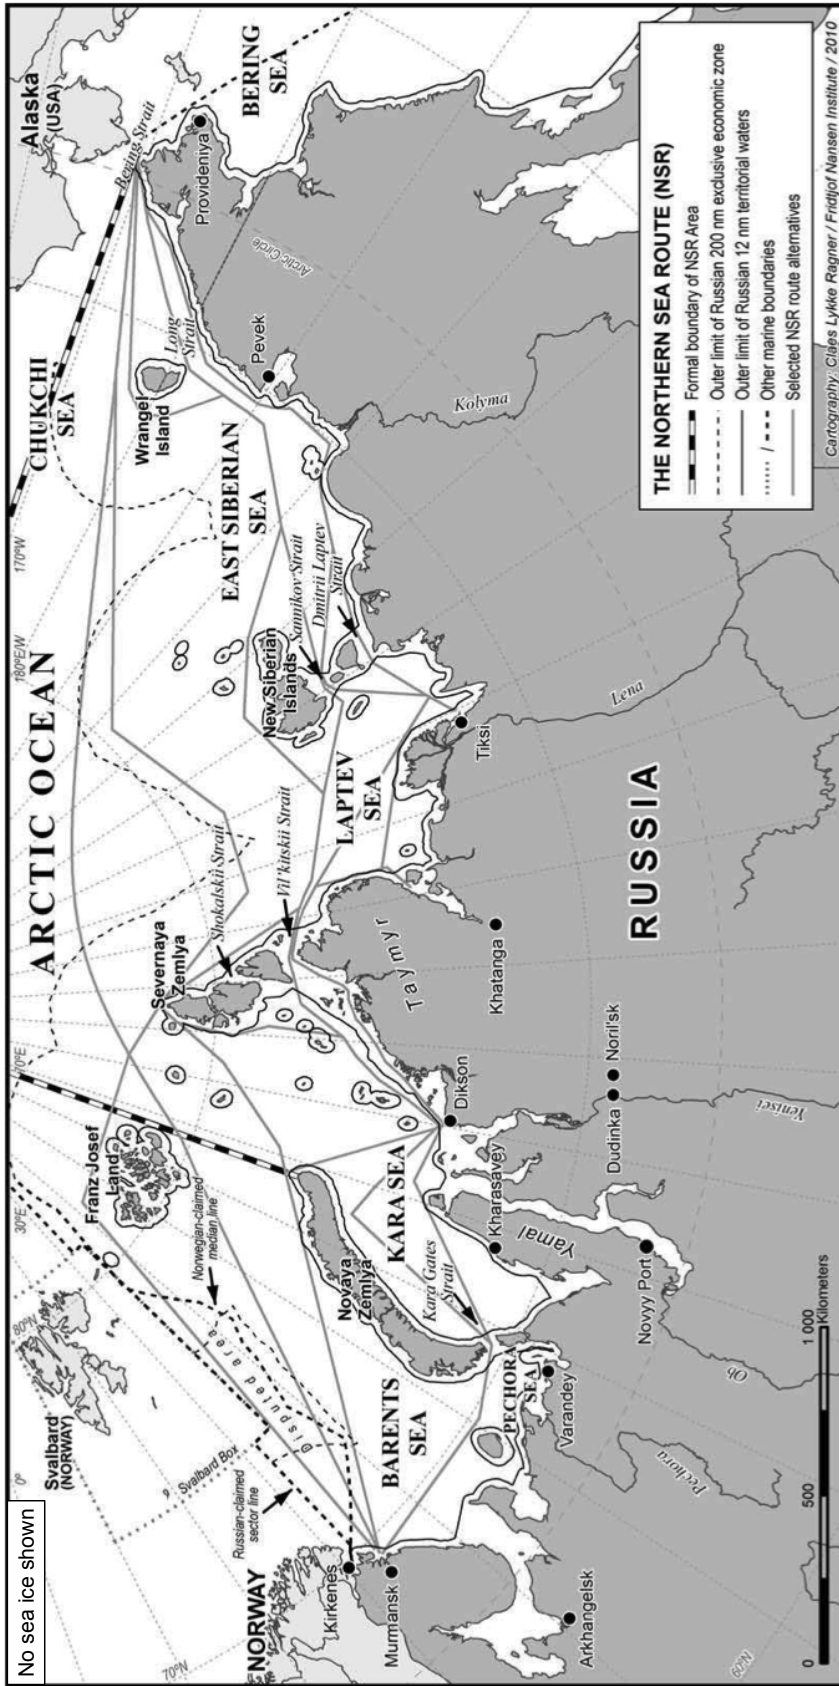 No sea ice shown
ARCTIC OCEAN
170ºW
180ºE/W
CHUKCHI
SEA
Alaska
(USA)
Bering Strait
BERING
SEA
Provideniya
Arctic Circle
Long
Strait
Wrangel
Island
Pevek
EAST SIBERIAN
SEA
Kolyma
New Siberian
Islands
Sannikov Strait
Dmitrii Laptev
Strait
LAPTEV
SEA
Tiksi
Lena
Severnaya
Zemlya
Shokalskii Strait
Vil'kitskii Strait
Taymyr
Khatanga
RUSSIA
Franz Josef
Land
30ºE
Norwegian-claimed
median line
Disputed area
80ºN
Svalbard
(NORWAY)
0º
Svalbard Box
Russian-claimed
sector line
70ºN
NORWAY
Kirkenes
Murmansk
Arkhangelsk
BARENTS
SEA
Novaya
Zemlya
KARA SEA
Kara Gates
Strait
PECHORA
SEA
Varandey
Pechora
Kharasavey
Yamal
Novyy Port
Ob
Dikson
Dudinka
Noril'sk
Yenisei
60ºN
0
500
1 000
Kilometers
THE NORTHERN SEA ROUTE (NSR)
Formal boundary of NSR Area
Outer limit of Russian 200 nm exclusive economic zone
Outer limit of Russian 12 nm territorial waters
/ Other marine boundaries
Selected NSR route alternatives
Cartography: Claes Lykke Ragner / Fridtjof Nansen Institute / 2010